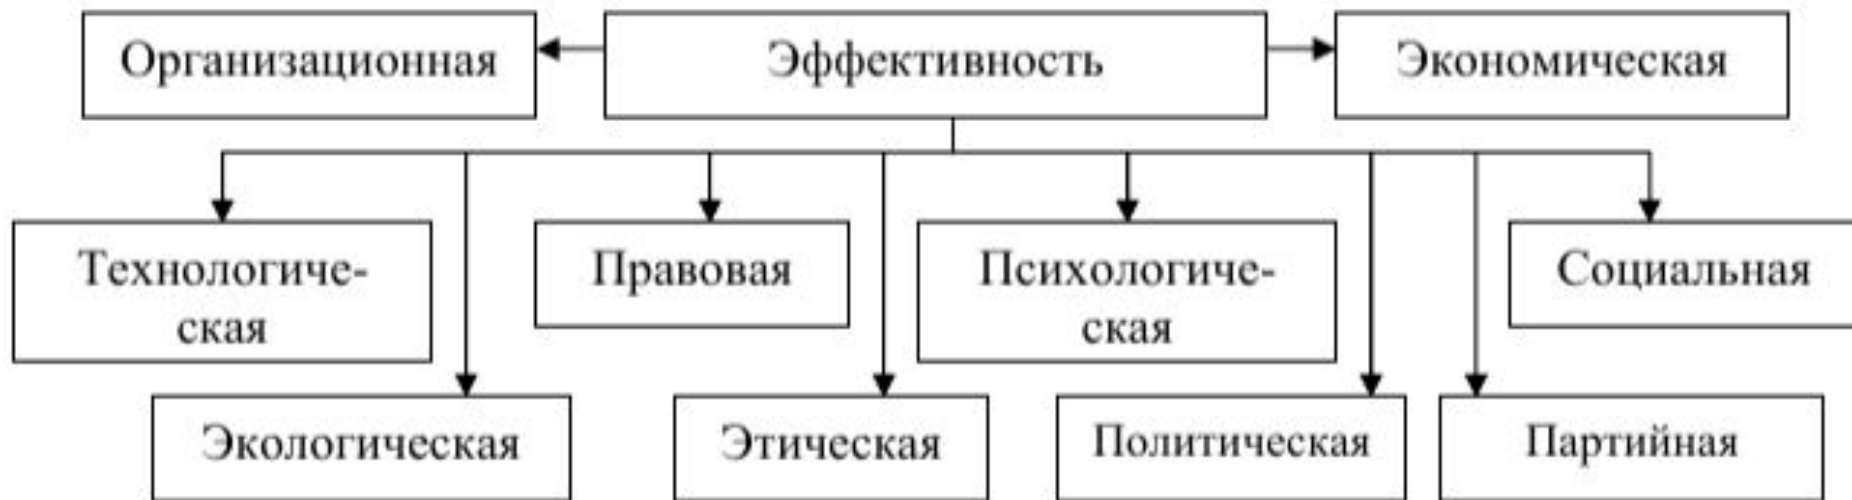 Организационная
Эффективность
Экономическая
Технологиче-
ская
Правовая
Психологиче-
ская
Социальная
Экологическая
Этическая
Политическая
Партийная